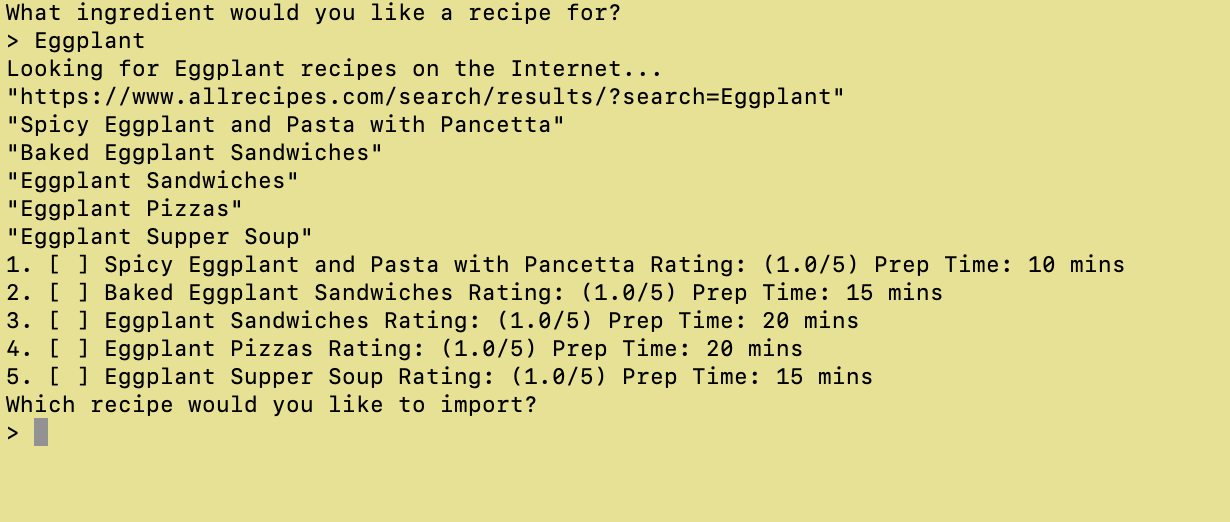 What ingredient would you like a recipe for?
> Eggplant
Looking for Eggplant recipes on the Internet...
"https://www.allrecipes.com/search/results/?search=Eggplant"
"Spicy Eggplant and Pasta with Pancetta"
"Baked Eggplant Sandwiches"
"Eggplant Sandwiches"
"Eggplant Pizzas"
"Eggplant Supper Soup"
1. [ ] Spicy Eggplant and Pasta with Pancetta Rating: (1.0/5) Prep Time: 10 mins
2. [ ] Baked Eggplant Sandwiches Rating: (1.0/5) Prep Time: 15 mins
3. [ ] Eggplant Sandwiches Rating: (1.0/5) Prep Time: 20 mins
4. [ ] Eggplant Pizzas Rating: (1.0/5) Prep Time: 20 mins
5. [ ] Eggplant Supper Soup Rating: (1.0/5) Prep Time: 15 mins
Which recipe would you like to import?
>